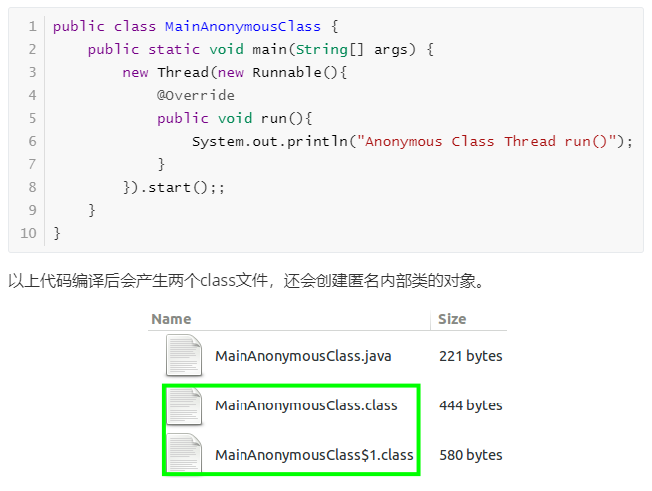 1 public class MainAnonymousClass {
2 public static void main(String[] args) {
3 new Thread(new Runnable(){
4 @Override
5 public void run(){
6 System.out.println("Anonymous Class Thread run()");
7 }
8 }).start();;
9 }
10 }
以上代码编译后会产生两个class文件，还会创建匿名内部类的对象。
Name Size
MainAnonymousClass.java 221 bytes
MainAnonymousClass.class 444 bytes
MainAnonymousClass$1.class 580 bytes